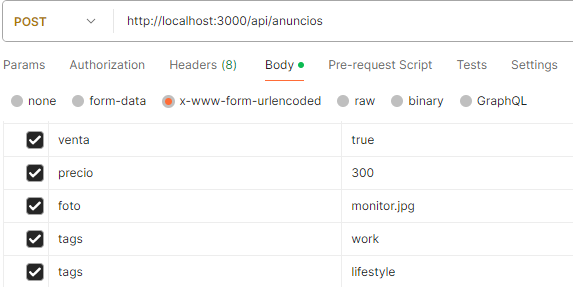 POST http://localhost:3000/api/anuncios
Params Authorization Headers (8) Body Pre-request Script Tests Settings
none form-data x-www-form-urlencoded raw binary GraphQL
venta true
precio 300
foto monitor.jpg
tags work
tags lifestyle